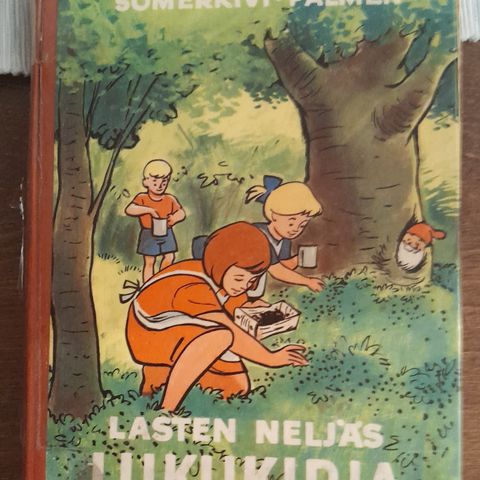 SOMERKIVI-PALMÉN
LASTEN NELJÄS
LUKUKIRJA